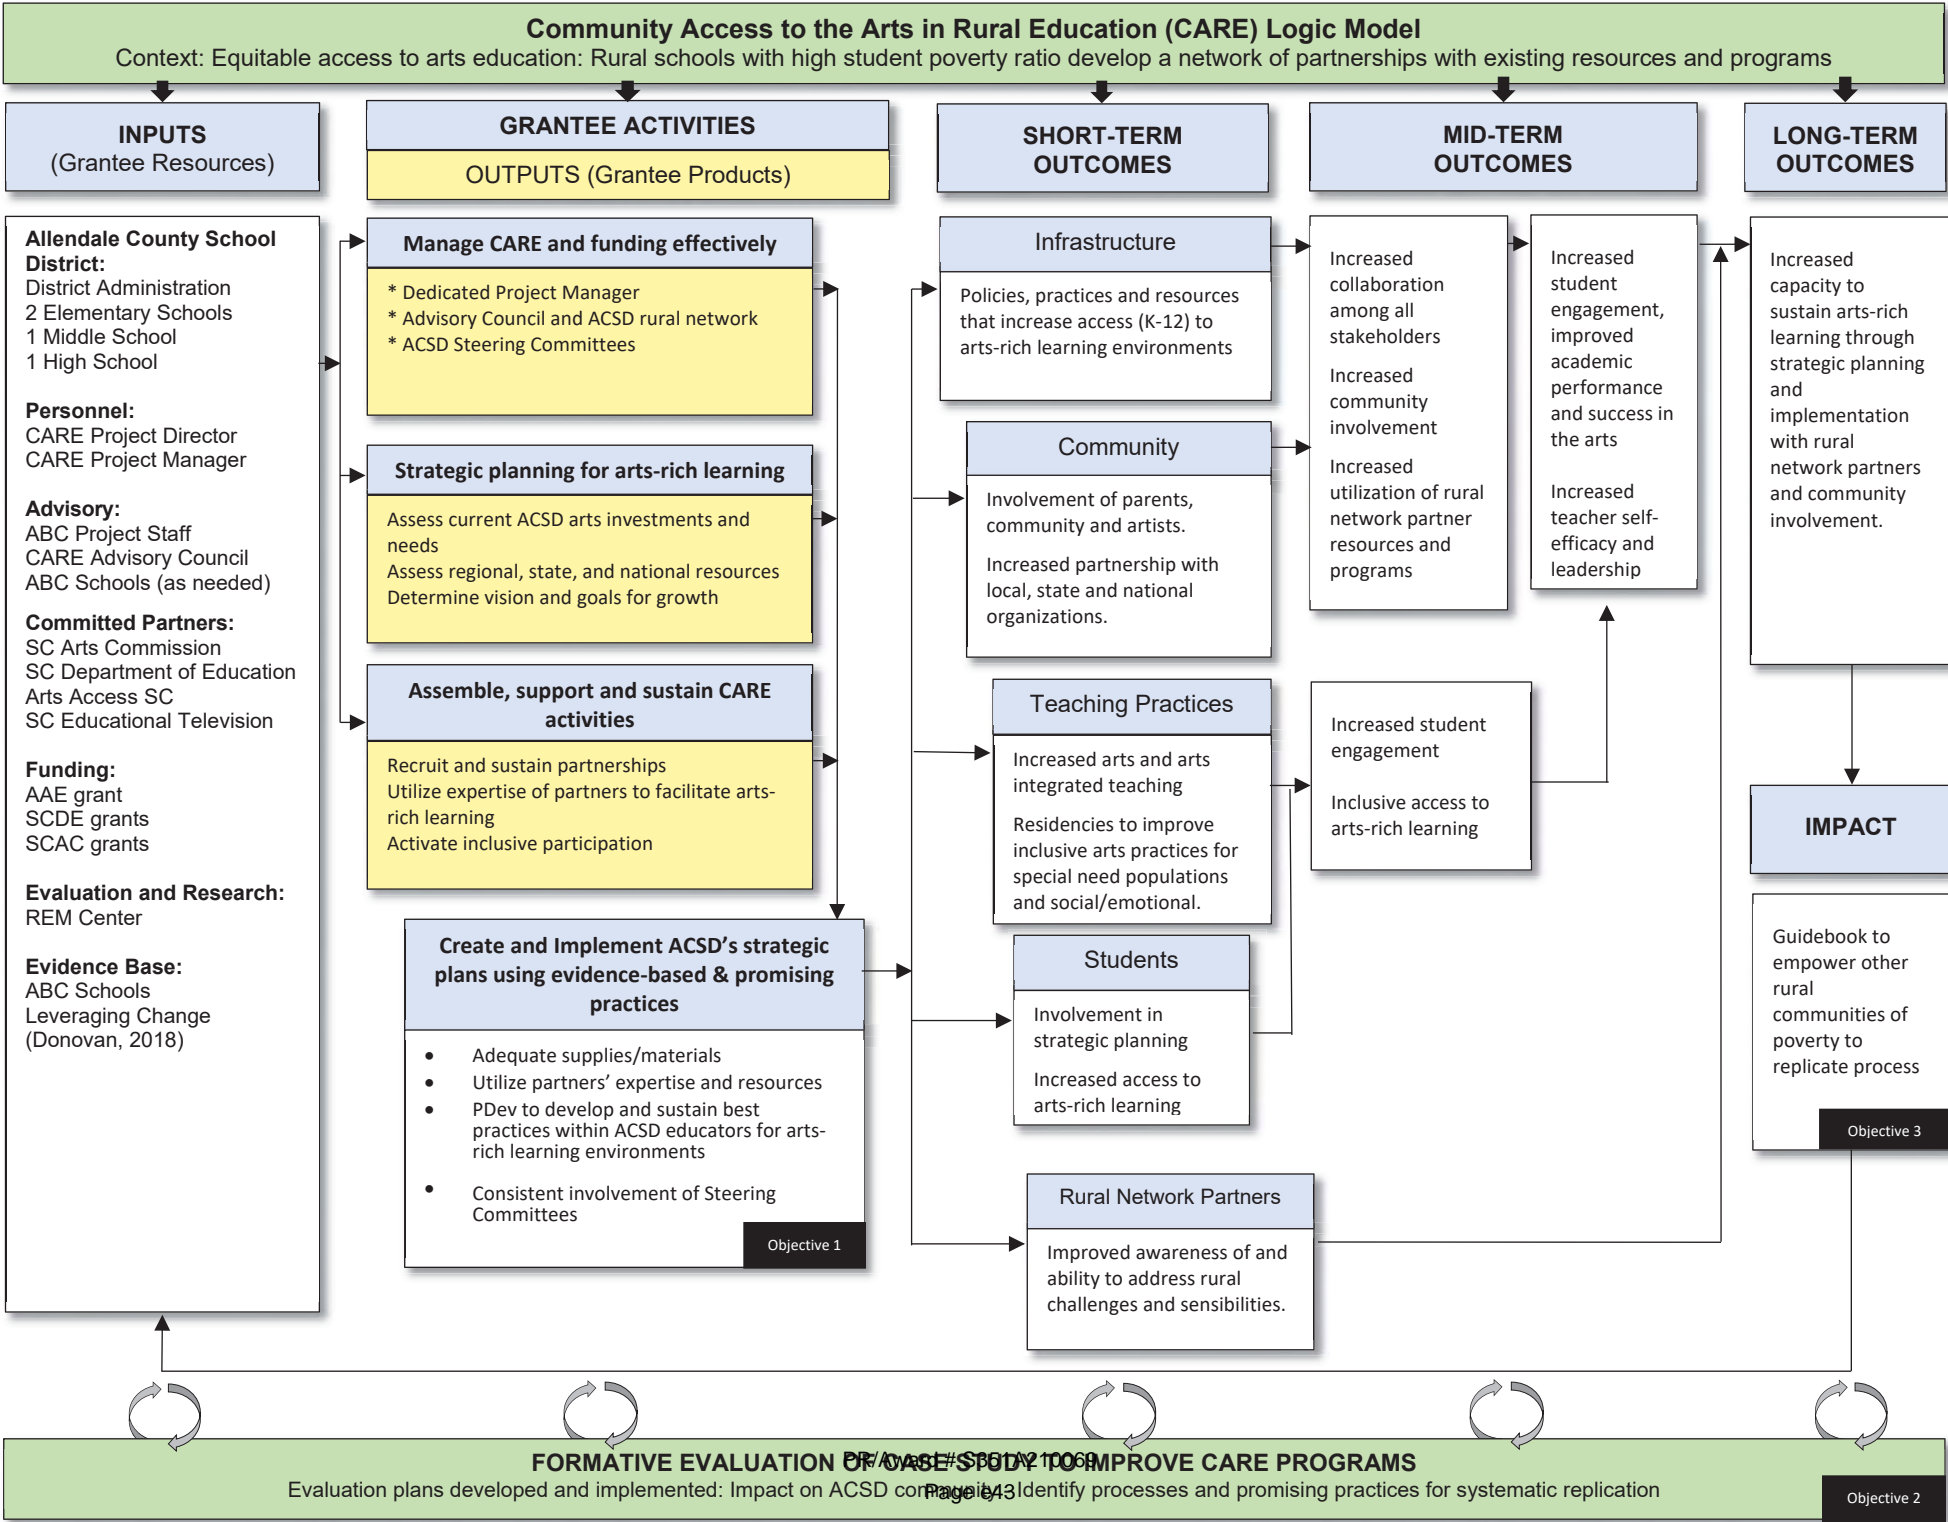 Community Access to the Arts in Rural Education (CARE) Logic Model
Context: Equitable access to arts education: Rural schools with high student poverty ratio develop a network of partnerships with existing resources and programs
INPUTS
(Grantee Resources)
GRANTEE ACTIVITIES
OUTPUTS (Grantee Products)
SHORT-TERM
OUTCOMES
MID-TERM
OUTCOMES
LONG-TERM
OUTCOMES
Allendale County School
District:
District Administration
2 Elementary Schools
1 Middle School
1 High School
Personnel:
CARE Project Director
CARE Project Manager
Advisory:
ABC Project Staff
CARE Advisory Council
ABC Schools (as needed)
Committed Partners:
SC Arts Commission
SC Department of Education
Arts Access SC
SC Educational Television
Funding:
AAE grant
SCDE grants
SCAC grants
Evaluation and Research:
REM Center
Evidence Base:
ABC Schools
Leveraging Change
(Donovan, 2018)
Manage CARE and funding effectively
* Dedicated Project Manager
* Advisory Council and ACSD rural network
* ACSD Steering Committees
Strategic planning for arts-rich learning
Assess current ACSD arts investments and
needs
Assess regional, state, and national resources
Determine vision and goals for growth
Assemble, support and sustain CARE
activities
Recruit and sustain partnerships
Utilize expertise of partners to facilitate arts-
rich learning
Activate inclusive participation
Create and Implement ACSD’s strategic
plans using evidence-based & promising
practices
• Adequate supplies/materials
• Utilize partners’ expertise and resources
• PDev to develop and sustain best
practices within ACSD educators for arts-
rich learning environments
• Consistent involvement of Steering
Committees
Objective 1
Infrastructure
Policies, practices and resources
that increase access (K-12) to
arts-rich learning environments
Community
Involvement of parents,
community and artists.
Increased partnership with
local, state and national
organizations.
Teaching Practices
Increased arts and arts
integrated teaching
Residencies to improve
inclusive arts practices for
special need populations
and social/emotional.
Students
Involvement in
strategic planning
Increased access to
arts-rich learning
Rural Network Partners
Improved awareness of and
ability to address rural
challenges and sensibilities.
Increased
collaboration
among all
stakeholders
Increased
community
involvement
Increased
utilization of rural
network partner
resources and
programs
Increased
student
engagement,
improved
academic
performance
and success in
the arts
Increased
teacher self-
efficacy and
leadership
Increased student
engagement
Inclusive access to
arts-rich learning
Increased
capacity to
sustain arts-rich
learning through
strategic planning
and
implementation
with rural
network partners
and community
involvement.
IMPACT
Guidebook to
empower other
rural
communities of
poverty to
replicate process
Objective 3
FORMATIVE EVALUATION OF CASE STUDY TO IMPROVE CARE PROGRAMS
PR/Award # S351A210069
Evaluation plans developed and implemented: Impact on ACSD community. Identify processes and promising practices for systematic replication
Page e43
Objective 2